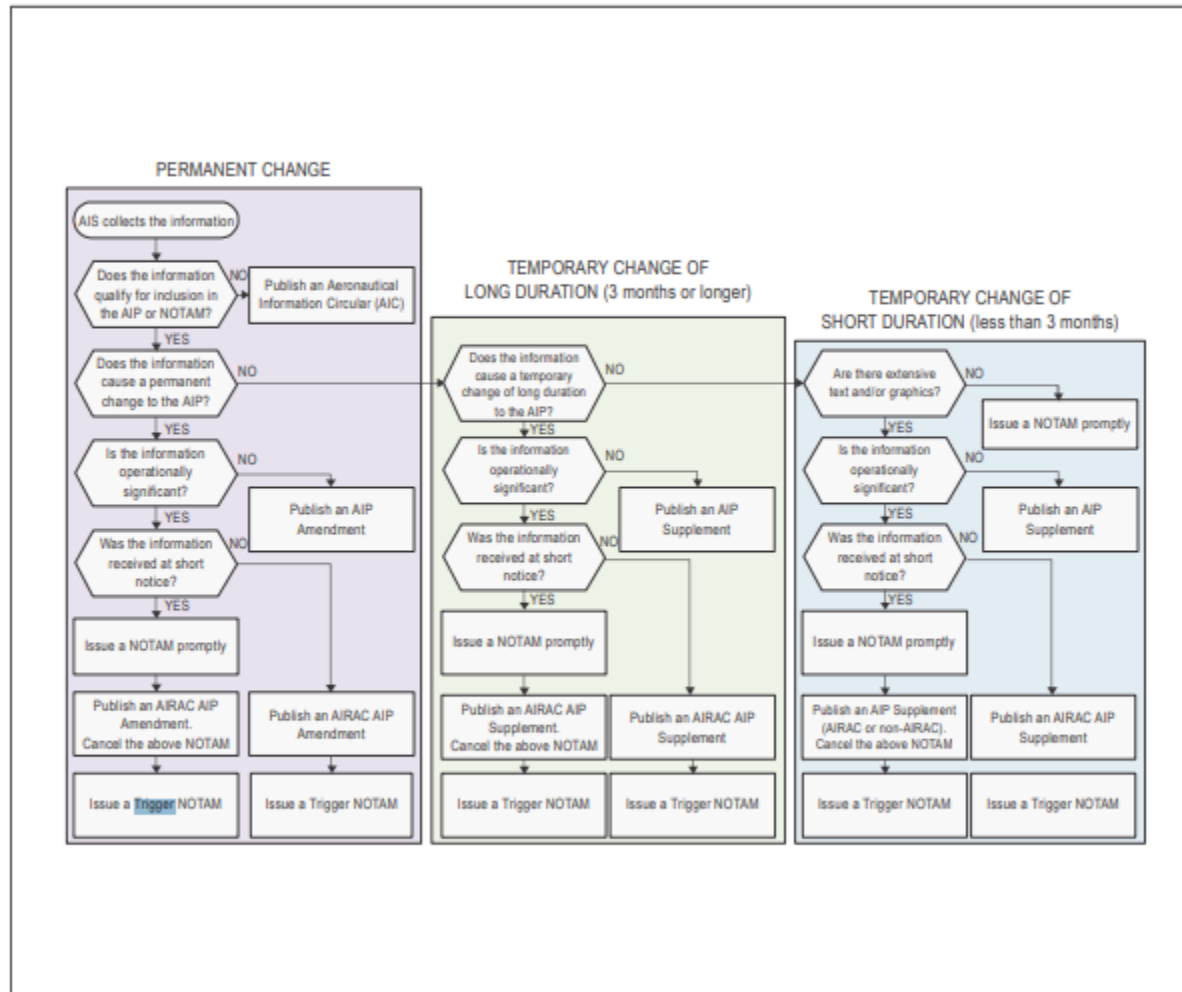 PERMANENT CHANGE
AIS collects the information
Does the information
qualify for inclusion in
the AIP or NOTAM?
NO
Publish an Aeronautical
Information Circular (AIC)
YES
Does the information
cause a permanent
change to the AIP?
NO
YES
Is the information
operationally
significant?
NO
Publish an AIP
Amendment
YES
Was the information
received at short
notice?
NO
YES
Issue a NOTAM promptly
Publish an AIRAC AIP
Amendment.
Cancel the above NOTAM
Publish an AIRAC AIP
Amendment
Issue a Trigger NOTAM
Issue a Trigger NOTAM
TEMPORARY CHANGE OF
LONG DURATION (3 months or longer)
Does the information
cause a temporary
change of long duration
to the AIP?
NO
YES
Is the information
operationally
significant?
NO
Publish an AIP
Supplement
YES
Was the information
received at short
notice?
NO
YES
Issue a NOTAM promptly
Publish an AIRAC AIP
Supplement.
Cancel the above NOTAM
Publish an AIRAC AIP
Supplement
Issue a Trigger NOTAM
Issue a Trigger NOTAM
TEMPORARY CHANGE OF
SHORT DURATION (less than 3 months)
Are there extensive
text and/or graphics?
NO
Issue a NOTAM promptly
YES
Is the information
operationally
significant?
NO
Publish an AIP
Supplement
YES
Was the information
received at short
notice?
NO
YES
Issue a NOTAM promptly
Publish an AIP Supplement
(AIRAC or non-AIRAC).
Cancel the above NOTAM
Publish an AIRAC AIP
Supplement
Issue a Trigger NOTAM
Issue a Trigger NOTAM